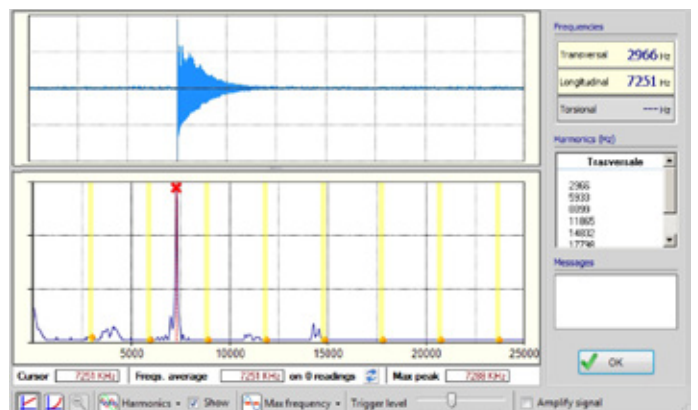 Frequencies
Transversal 2966 Hz
Longitudinal 7251 Hz
Torsional --- Hz
Harmonics (Hz)
Trasversale
2966
5933
8899
11865
14832
17798
Messages
OK
5000 10000 15000 20000 25000
Cursor 7251 KHz Freqs. average 7251 KHz on 0 readings Max peak 7288 KHz
Harmonics Show Max frequency Trigger level Amplify signal